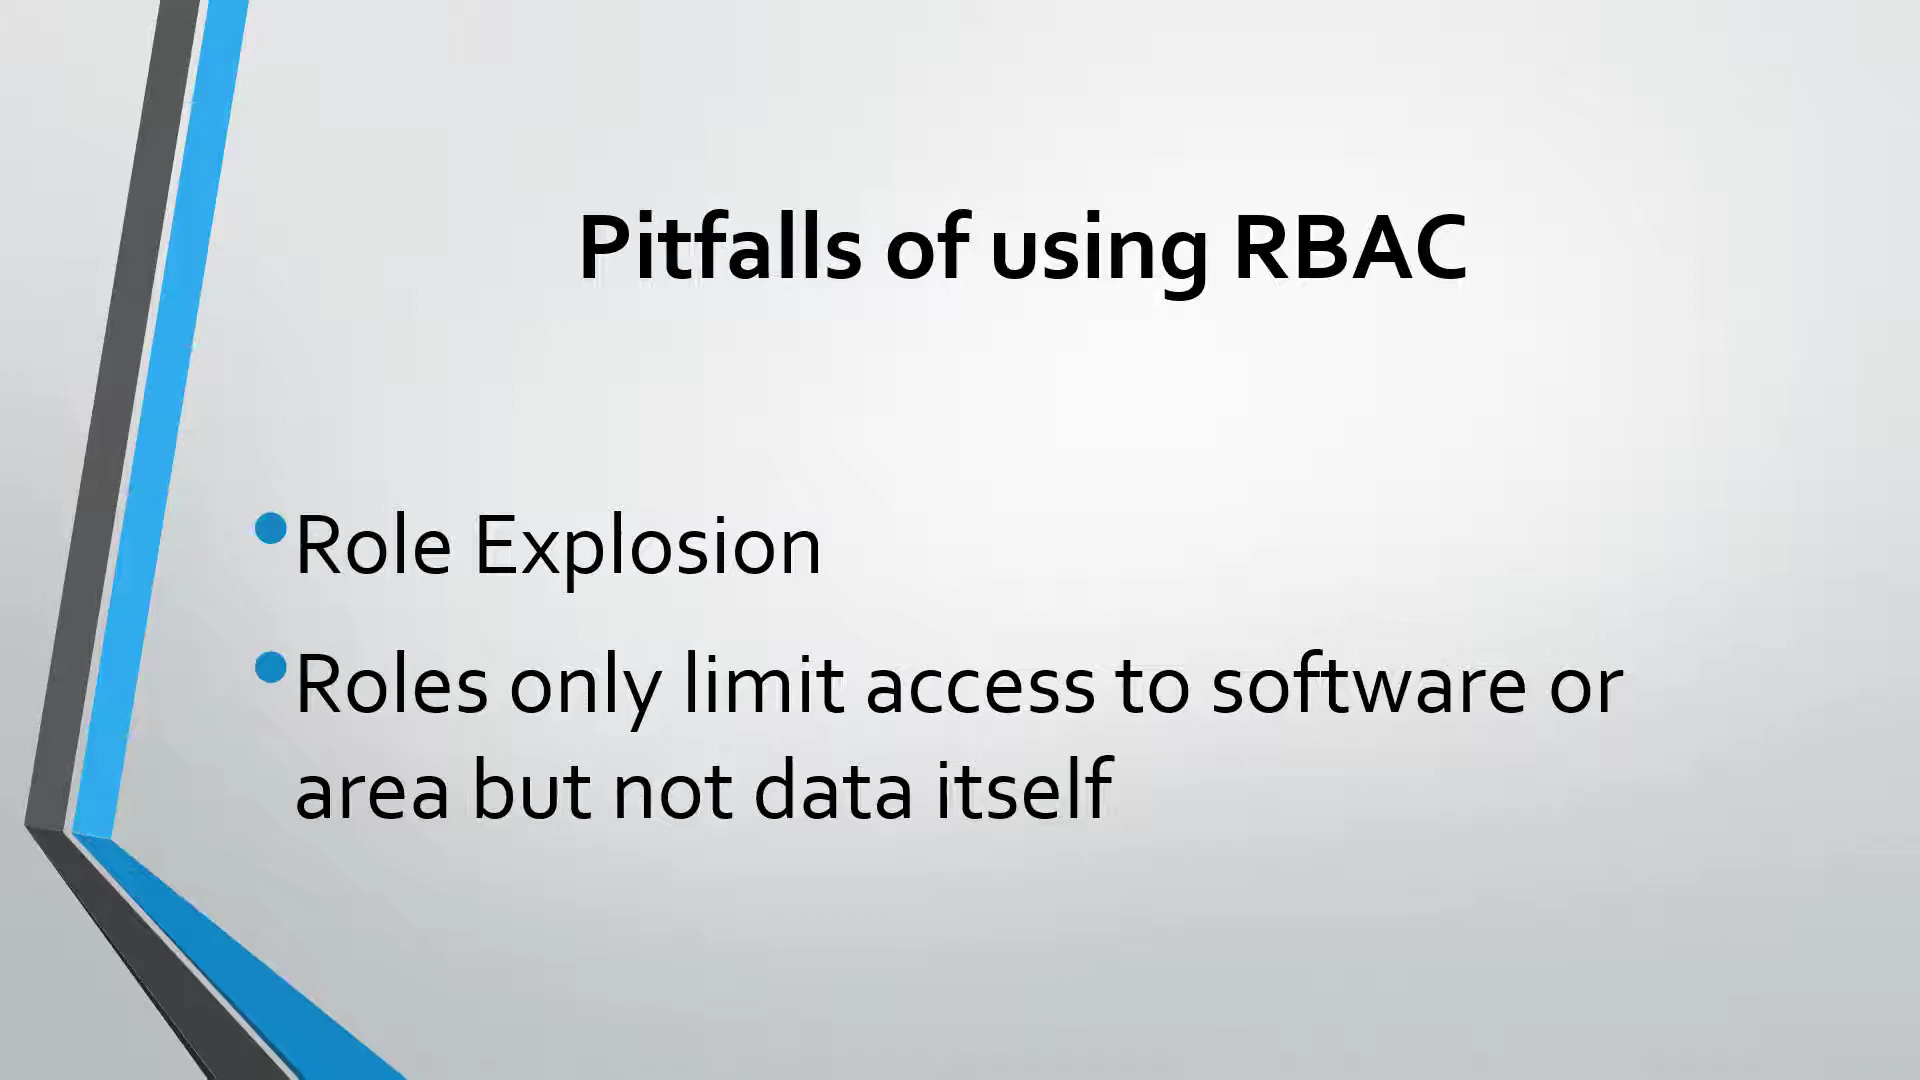 Pitfalls of using RBAC
•Role Explosion
•Roles only limit access to software or
area but not data itself